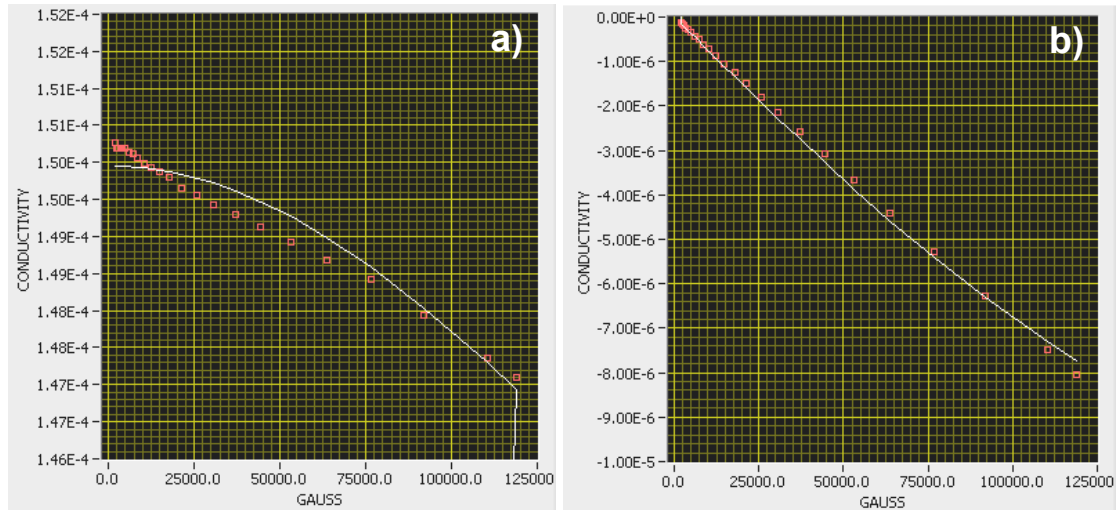 a)
1.52E-4
1.52E-4
1.51E-4
1.51E-4
1.50E-4
1.50E-4
1.49E-4
1.49E-4
1.48E-4
1.48E-4
1.47E-4
1.47E-4
1.46E-4
CONDUCTIVITY
0.0 25000.0 50000.0 75000.0 100000.0 125000.0
GAUSS
b)
0.00E+0
-1.00E-6
-2.00E-6
-3.00E-6
-4.00E-6
-5.00E-6
-6.00E-6
-7.00E-6
-8.00E-6
-9.00E-6
-1.00E-5
CONDUCTIVITY
0.0 25000.0 50000.0 75000.0 100000.0 125000.0
GAUSS